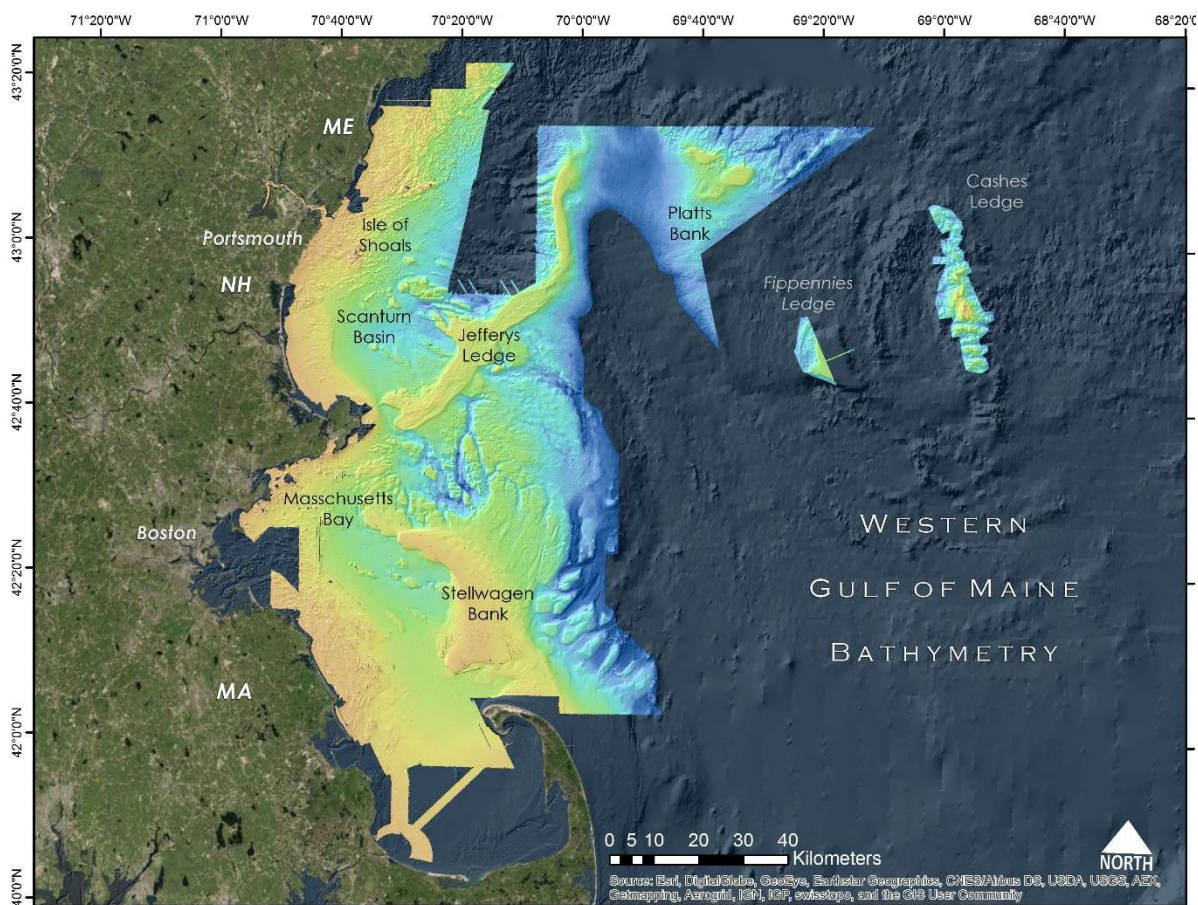 71°20'0"W 71°0'0"W 70°40'0"W 70°20'0"W 70°0'0"W 69°40'0"W 69°20'0"W 69°0'0"W 68°40'0"W 68°20
43°20'0"N
ME
Cashes
Ledge
Platts
Bank
Isle of
Shoals
Portsmouth
43°0'0"N
NH
Fippennies
Ledge
Scanturn
Basin
Jefferys
Ledge
42°40'0"N
Masschusetts
Bay
Boston
WESTERN
GULF OF MAINE
BATHYMETRY
42°20'0"N
Stellwagen
Bank
MA
42°0'0"N
0 5 10 20 30 40
Kilometers
NORTH
40'0"N
Source: Esri, DigitalGlobe, GeoEye, Earthstar Geographics, CNES/Airbus DS, USDA, USGS, AEX,
Getmapping, Aerogrid, IGN, IGP, swisstopo, and the GIS User Community